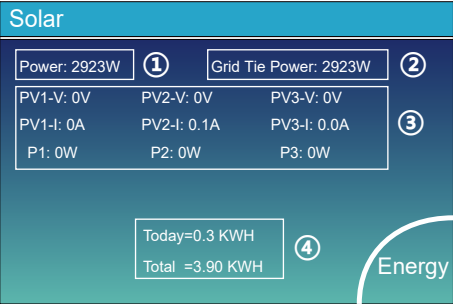 Solar
Power: 2923W ① Grid Tie Power: 2923W ②
PV1-V: 0V PV2-V: 0V PV3-V: 0V
PV1-I: 0A PV2-I: 0.1A PV3-I: 0.0A ③
P1: 0W P2: 0W P3: 0W
Today=0.3 KWH
④
Total =3.90 KWH
Energy